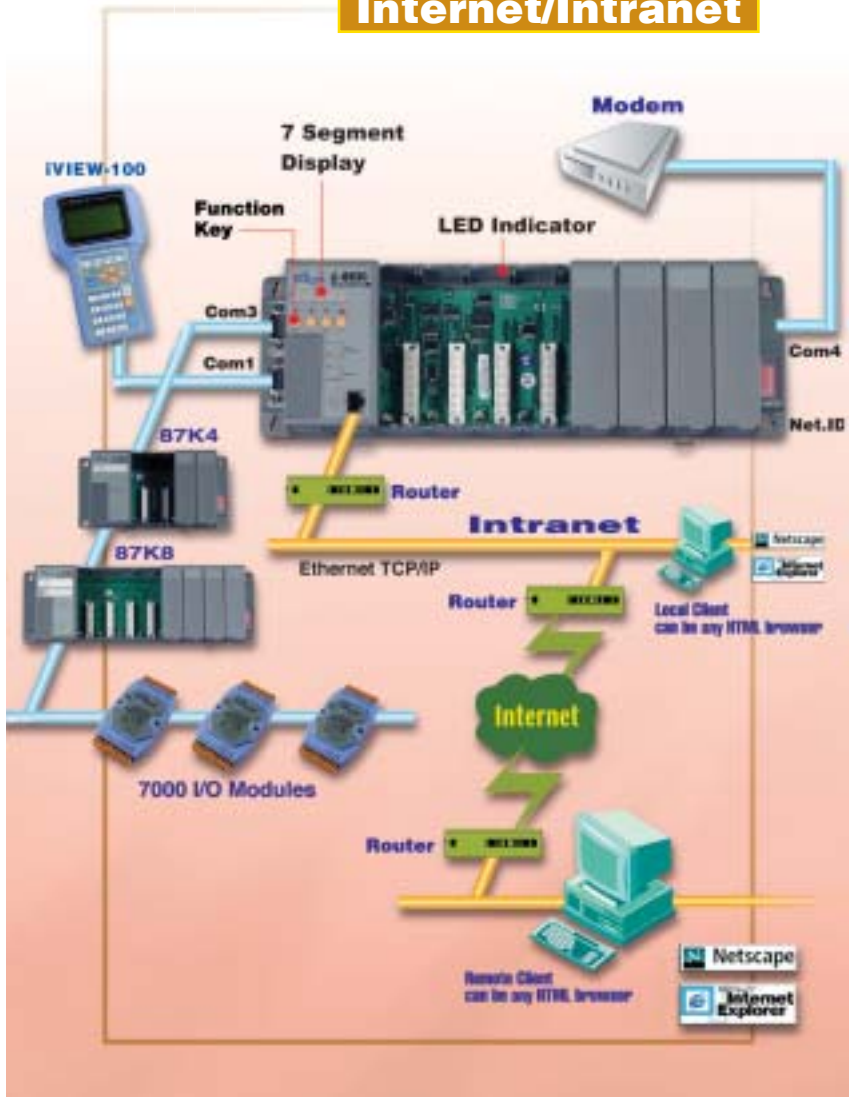 Internet/Intranet
Modem
7 Segment
Display
iVIEW-100
Function
Key
LED Indicator
Com3
Com1
Com4
Net.ID
87K4
Router
Intranet
87K8
Ethernet TCP/IP
Netscape
Internet
Explorer
Router
Local Client
can be any HTML browser
Internet
7000 I/O Modules
Router
Netscape
Remote Client
can be any HTML browser
Internet
Explorer